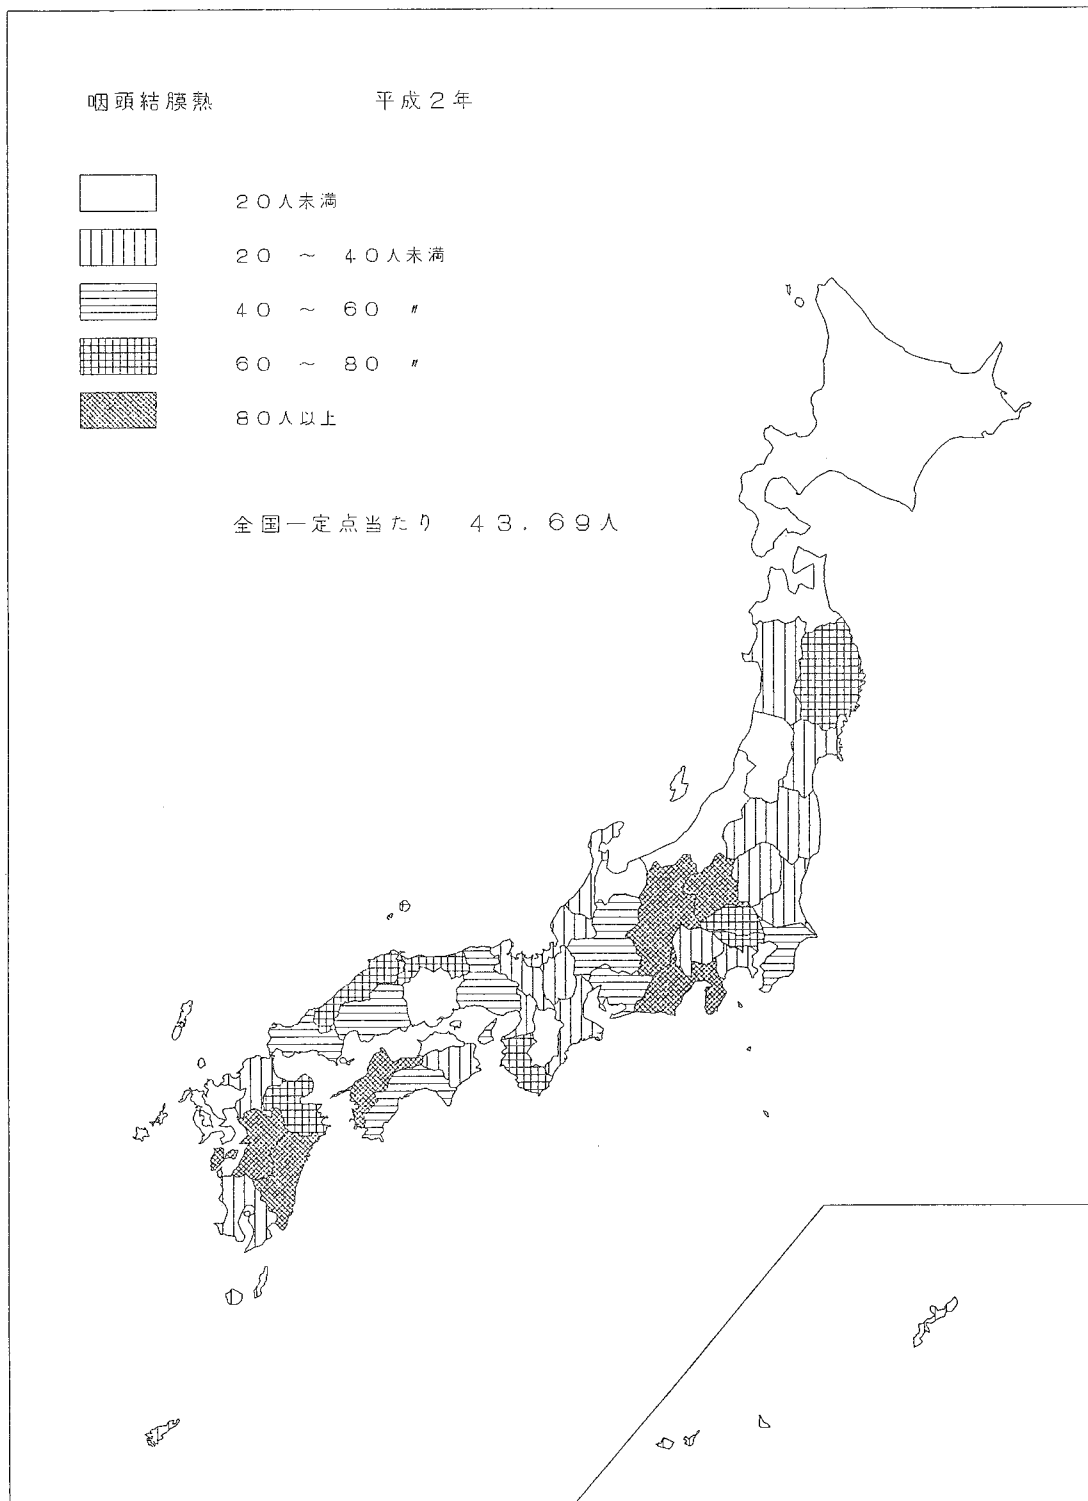 咽頭結膜熱 平成2年
20人未満
20 ～ 40人未満
40 ～ 60 〃
60 ～ 80 〃
80人以上
全国一定点当たり 43.69人